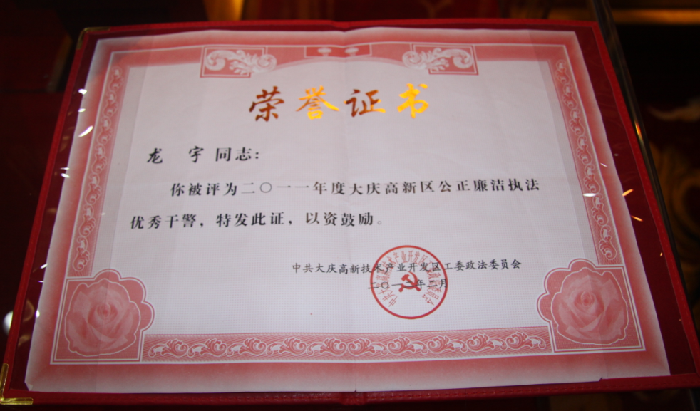 荣誉证书
龙 宇 同志：
你被评为二〇一一年度大庆高新区公正廉洁执法
优秀干警，特发此证，以资鼓励。
中共大庆高新技术产业开发区工委政法委员会